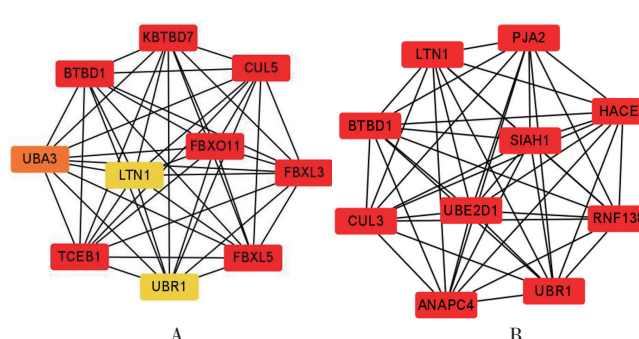 KBTBD7
BTBD1
CUL5
FBXO11
UBA3
LTN1
FBXL3
TCEB1
FBXL5
UBR1
A
PJA2
LTN1
HACE
BTBD1
SIAH1
CUL3
UBE2D1
RNF138
ANAPC4
UBR1
B